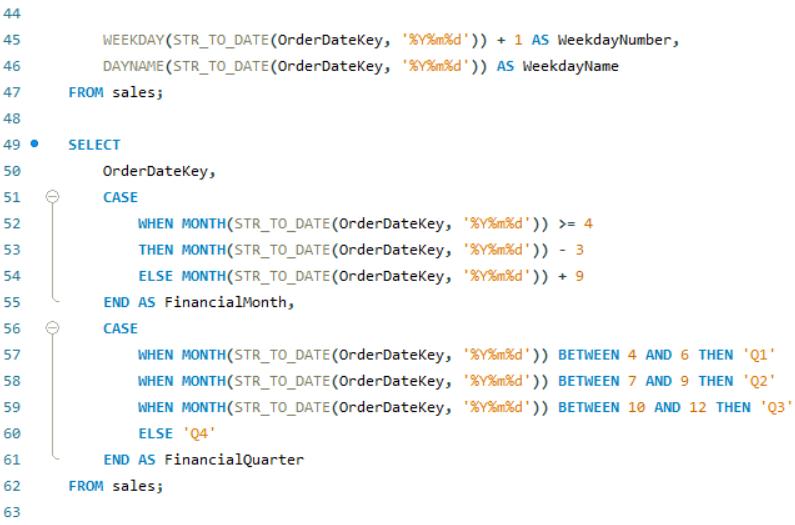 44
45 WEEKDAY(STR_TO_DATE(OrderDateKey, '%Y%m%d')) + 1 AS WeekdayNumber,
46 DAYNAME(STR_TO_DATE(OrderDateKey, '%Y%m%d')) AS WeekdayName
47 FROM sales;
48
49 SELECT
50 OrderDateKey,
51 CASE
52 WHEN MONTH(STR_TO_DATE(OrderDateKey, '%Y%m%d')) >= 4
53 THEN MONTH(STR_TO_DATE(OrderDateKey, '%Y%m%d')) - 3
54 ELSE MONTH(STR_TO_DATE(OrderDateKey, '%Y%m%d')) + 9
55 END AS FinancialMonth,
56 CASE
57 WHEN MONTH(STR_TO_DATE(OrderDateKey, '%Y%m%d')) BETWEEN 4 AND 6 THEN 'Q1'
58 WHEN MONTH(STR_TO_DATE(OrderDateKey, '%Y%m%d')) BETWEEN 7 AND 9 THEN 'Q2'
59 WHEN MONTH(STR_TO_DATE(OrderDateKey, '%Y%m%d')) BETWEEN 10 AND 12 THEN 'Q3'
60 ELSE 'Q4'
61 END AS FinancialQuarter
62 FROM sales;
63